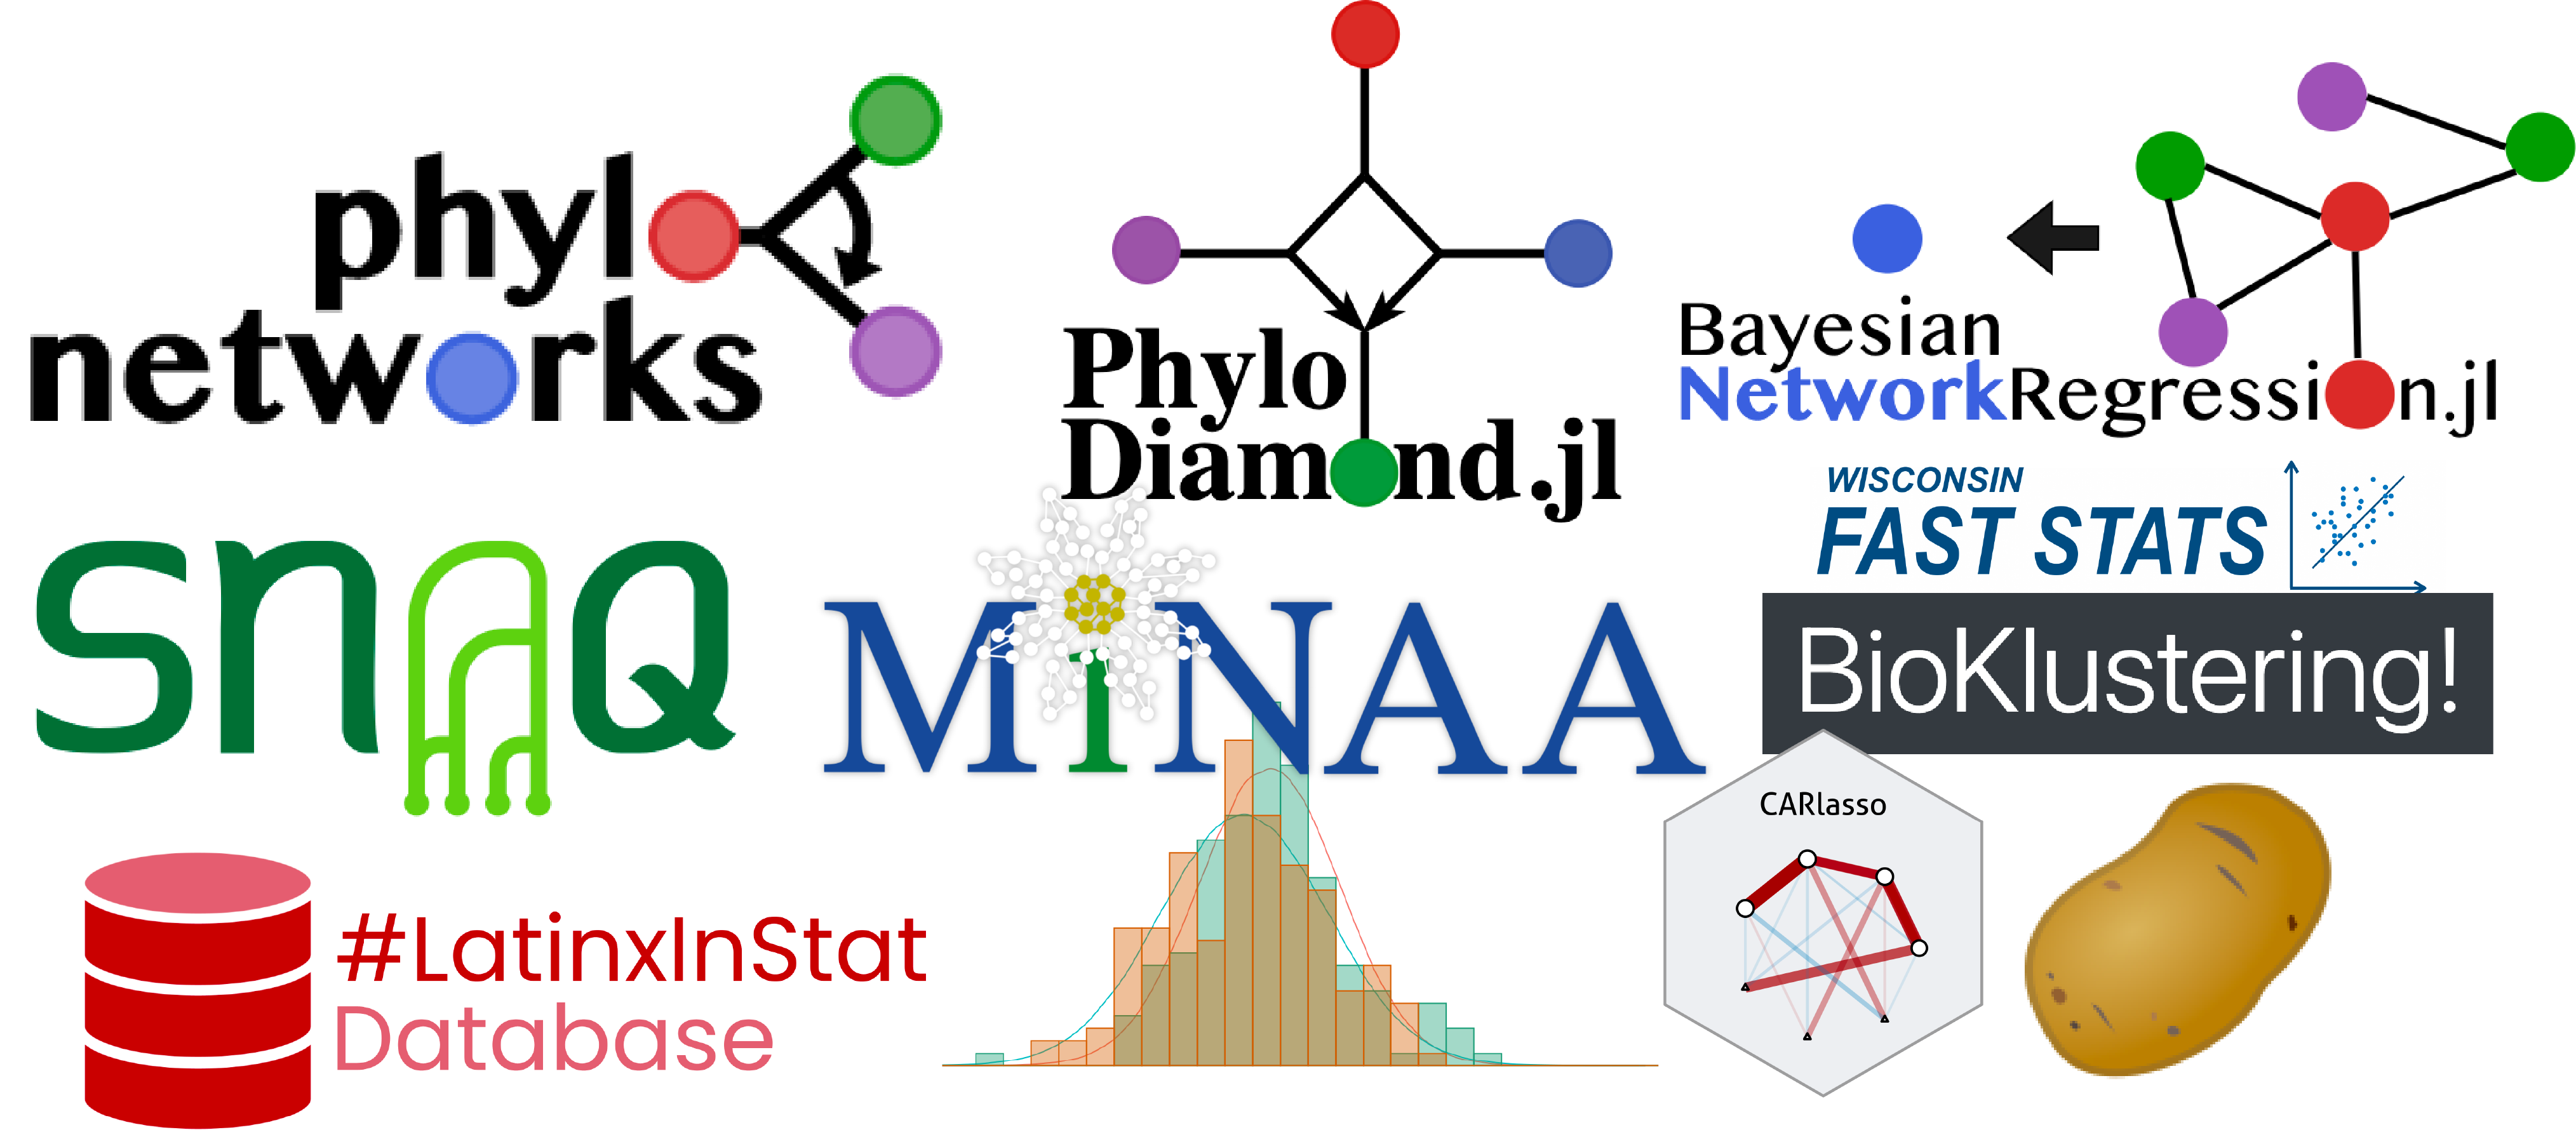 phylo
networks
Phylo
Diamond.jl
Bayesian
NetworkRegression.jl
WISCONSIN
FAST STATS
snaQ
MiNAA
BioKlustering!
CARlasso
#LatinxInStat
Database